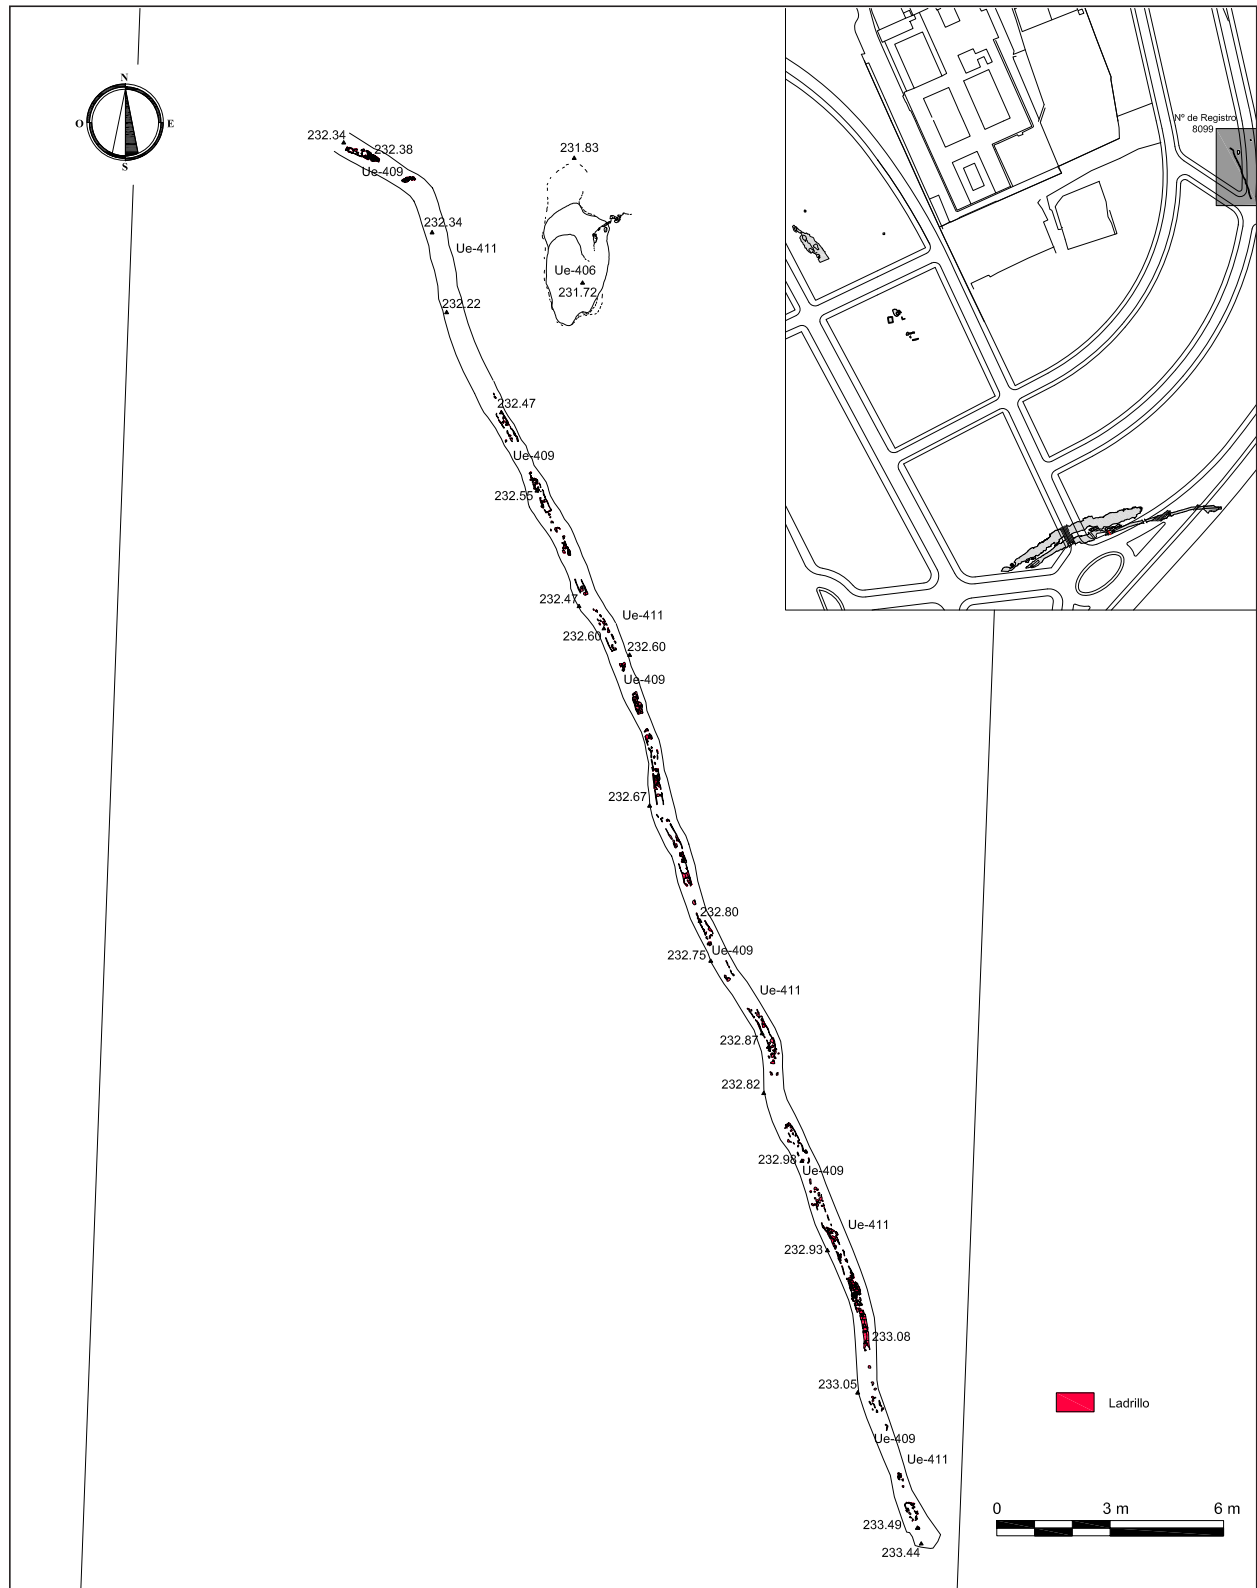 N
O E
S
Nº de Registro
8099
232.34
232.38
Ue-409
231.83
232.34
Ue-411
Ue-406
231.72
232.22
232.47
Ue-409
232.55
232.47
Ue-411
232.60
232.60
Ue-409
232.67
232.80
Ue-409
232.75
Ue-411
232.87
232.82
232.98
Ue-409
Ue-411
232.93
233.08
233.05
Ladrillo
Ue-409
Ue-411
0 3 m 6 m
233.49
233.44